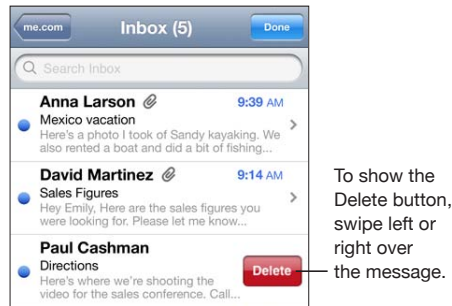 me.com Inbox (5) Done
Search Inbox
Anna Larson 9:39 AM
Mexico vacation
Here's a photo I took of Sandy kayaking. We
also rented a boat and did a bit of fishing...
David Martinez 9:14 AM
Sales Figures
Hey Emily, Here are the sales figures you
were looking for. Please let me know...
Paul Cashman
Directions
Delete
Here's where we're shooting the
video for the sales conference. Call...
To show the
Delete button,
swipe left or
right over
the message.